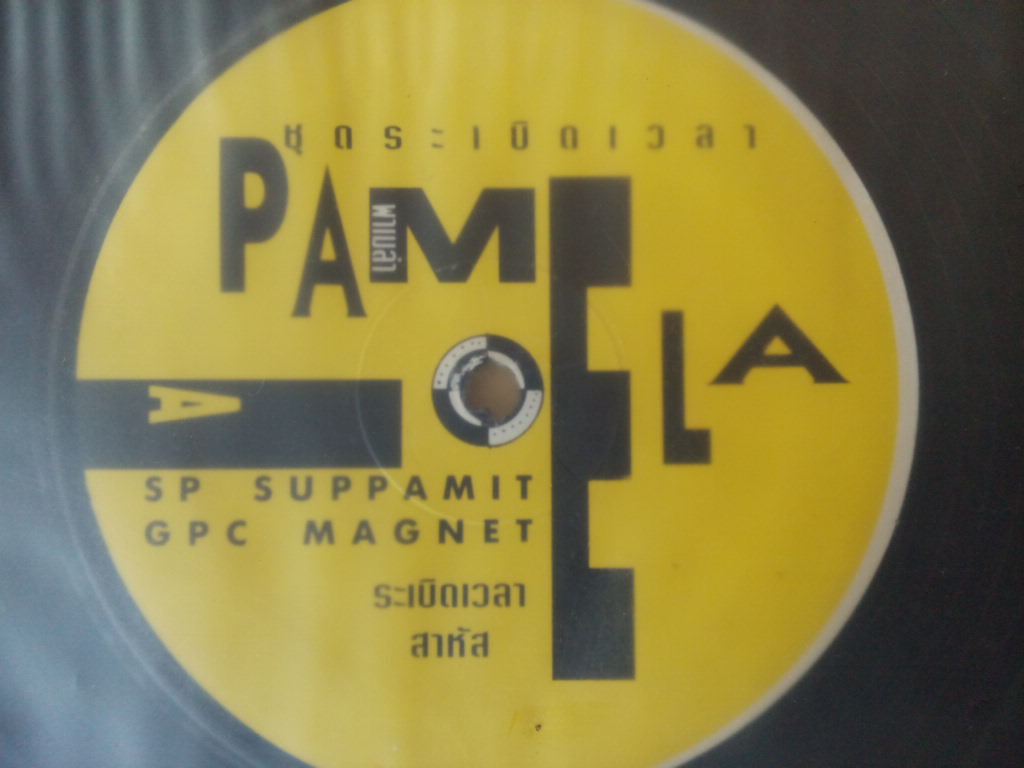 ชุดระเบิดเวลา
PAMELA
พาเมล่า
A
SP SUPPAMIT
GPC MAGNET
ระเบิดเวลา
สาหัส